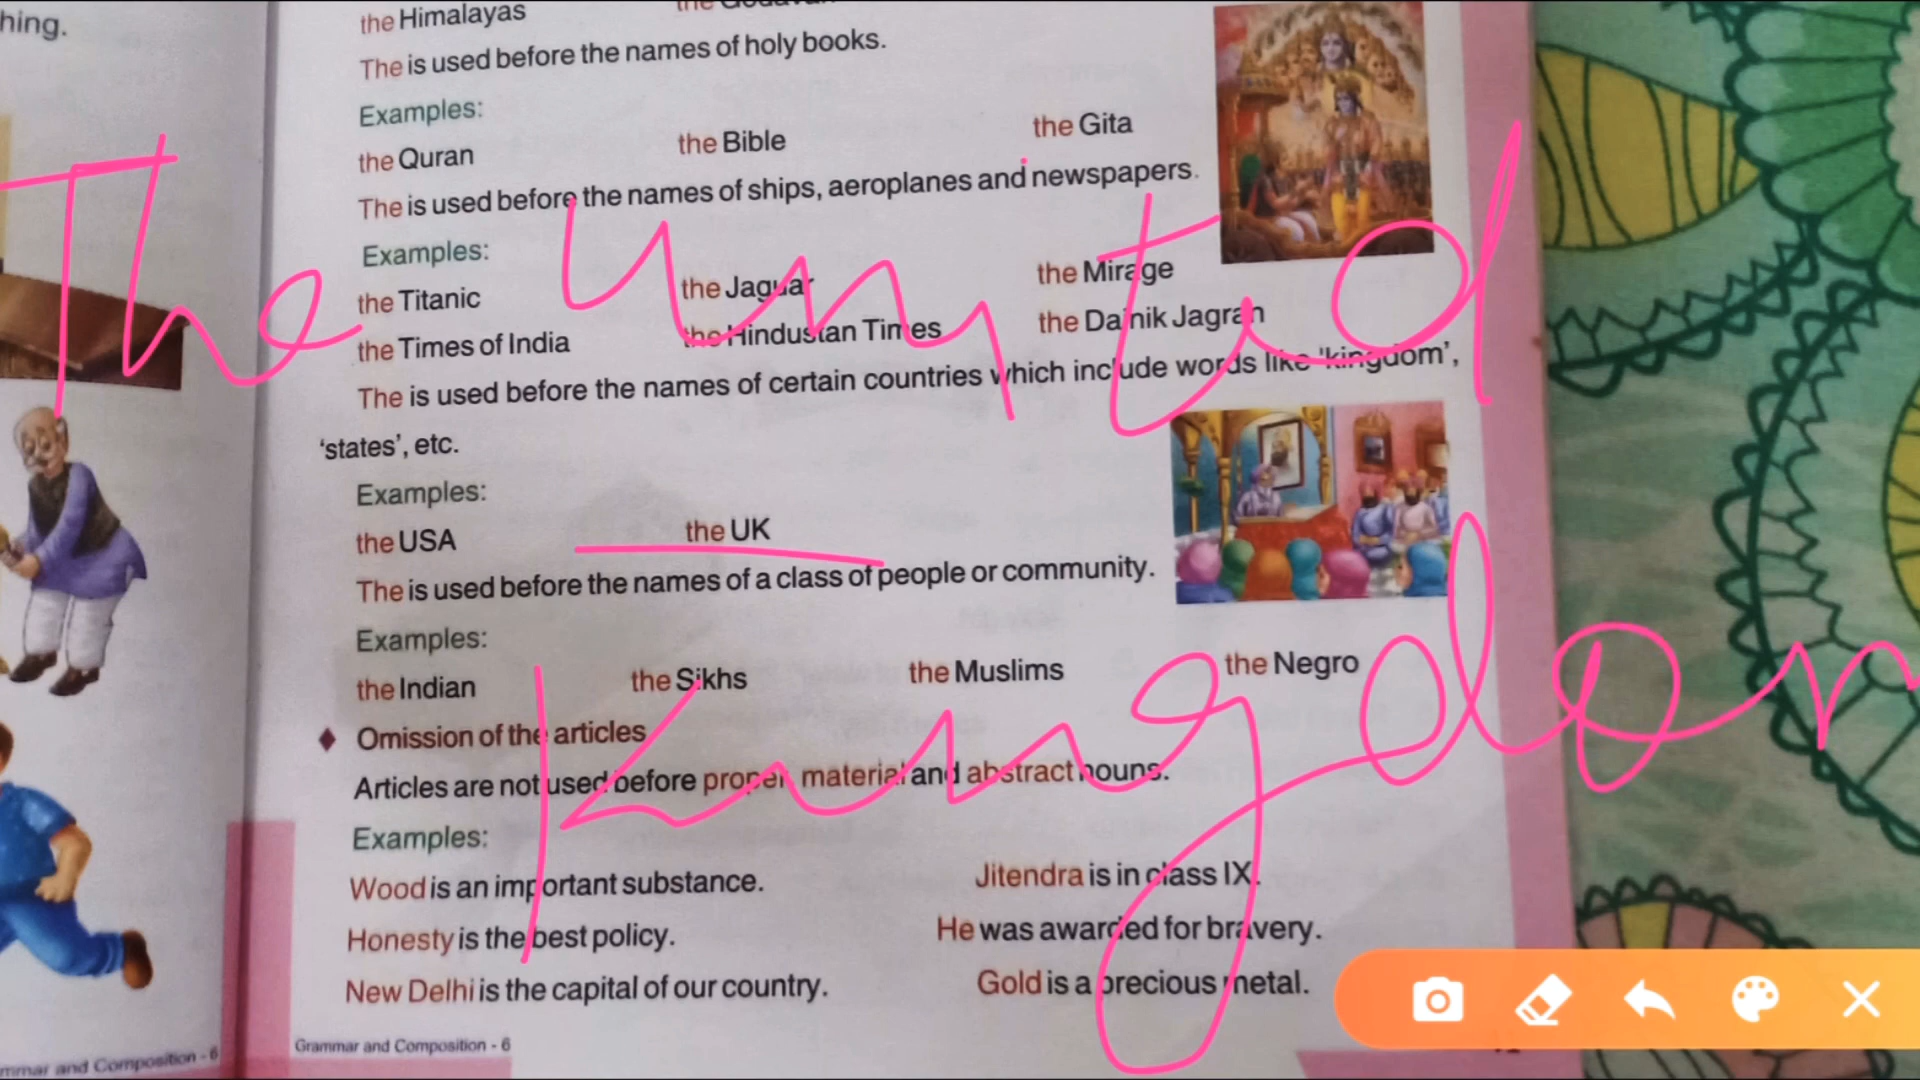 hing.
the Himalayas
The is used before the names of holy books.
Examples:
the Quran the Bible the Gita
The is used before the names of ships, aeroplanes and newspapers.
Examples:
the Titanic the Jaguar the Mirage
the Times of India the Hindustan Times the Dainik Jagran
The is used before the names of certain countries which include words like 'kingdom',
'states', etc.
Examples:
the USA the UK
The is used before the names of a class of people or community.
Examples:
the Indian the Sikhs the Muslims the Negro
Omission of the articles
Articles are not used before proper, material and abstract nouns.
Examples:
Wood is an important substance. Jitendra is in class IX.
Honesty is the best policy. He was awarded for bravery.
New Delhi is the capital of our country. Gold is a precious metal.
Grammar and Composition - 6
mmar and Composition - 6
The
Kingdom